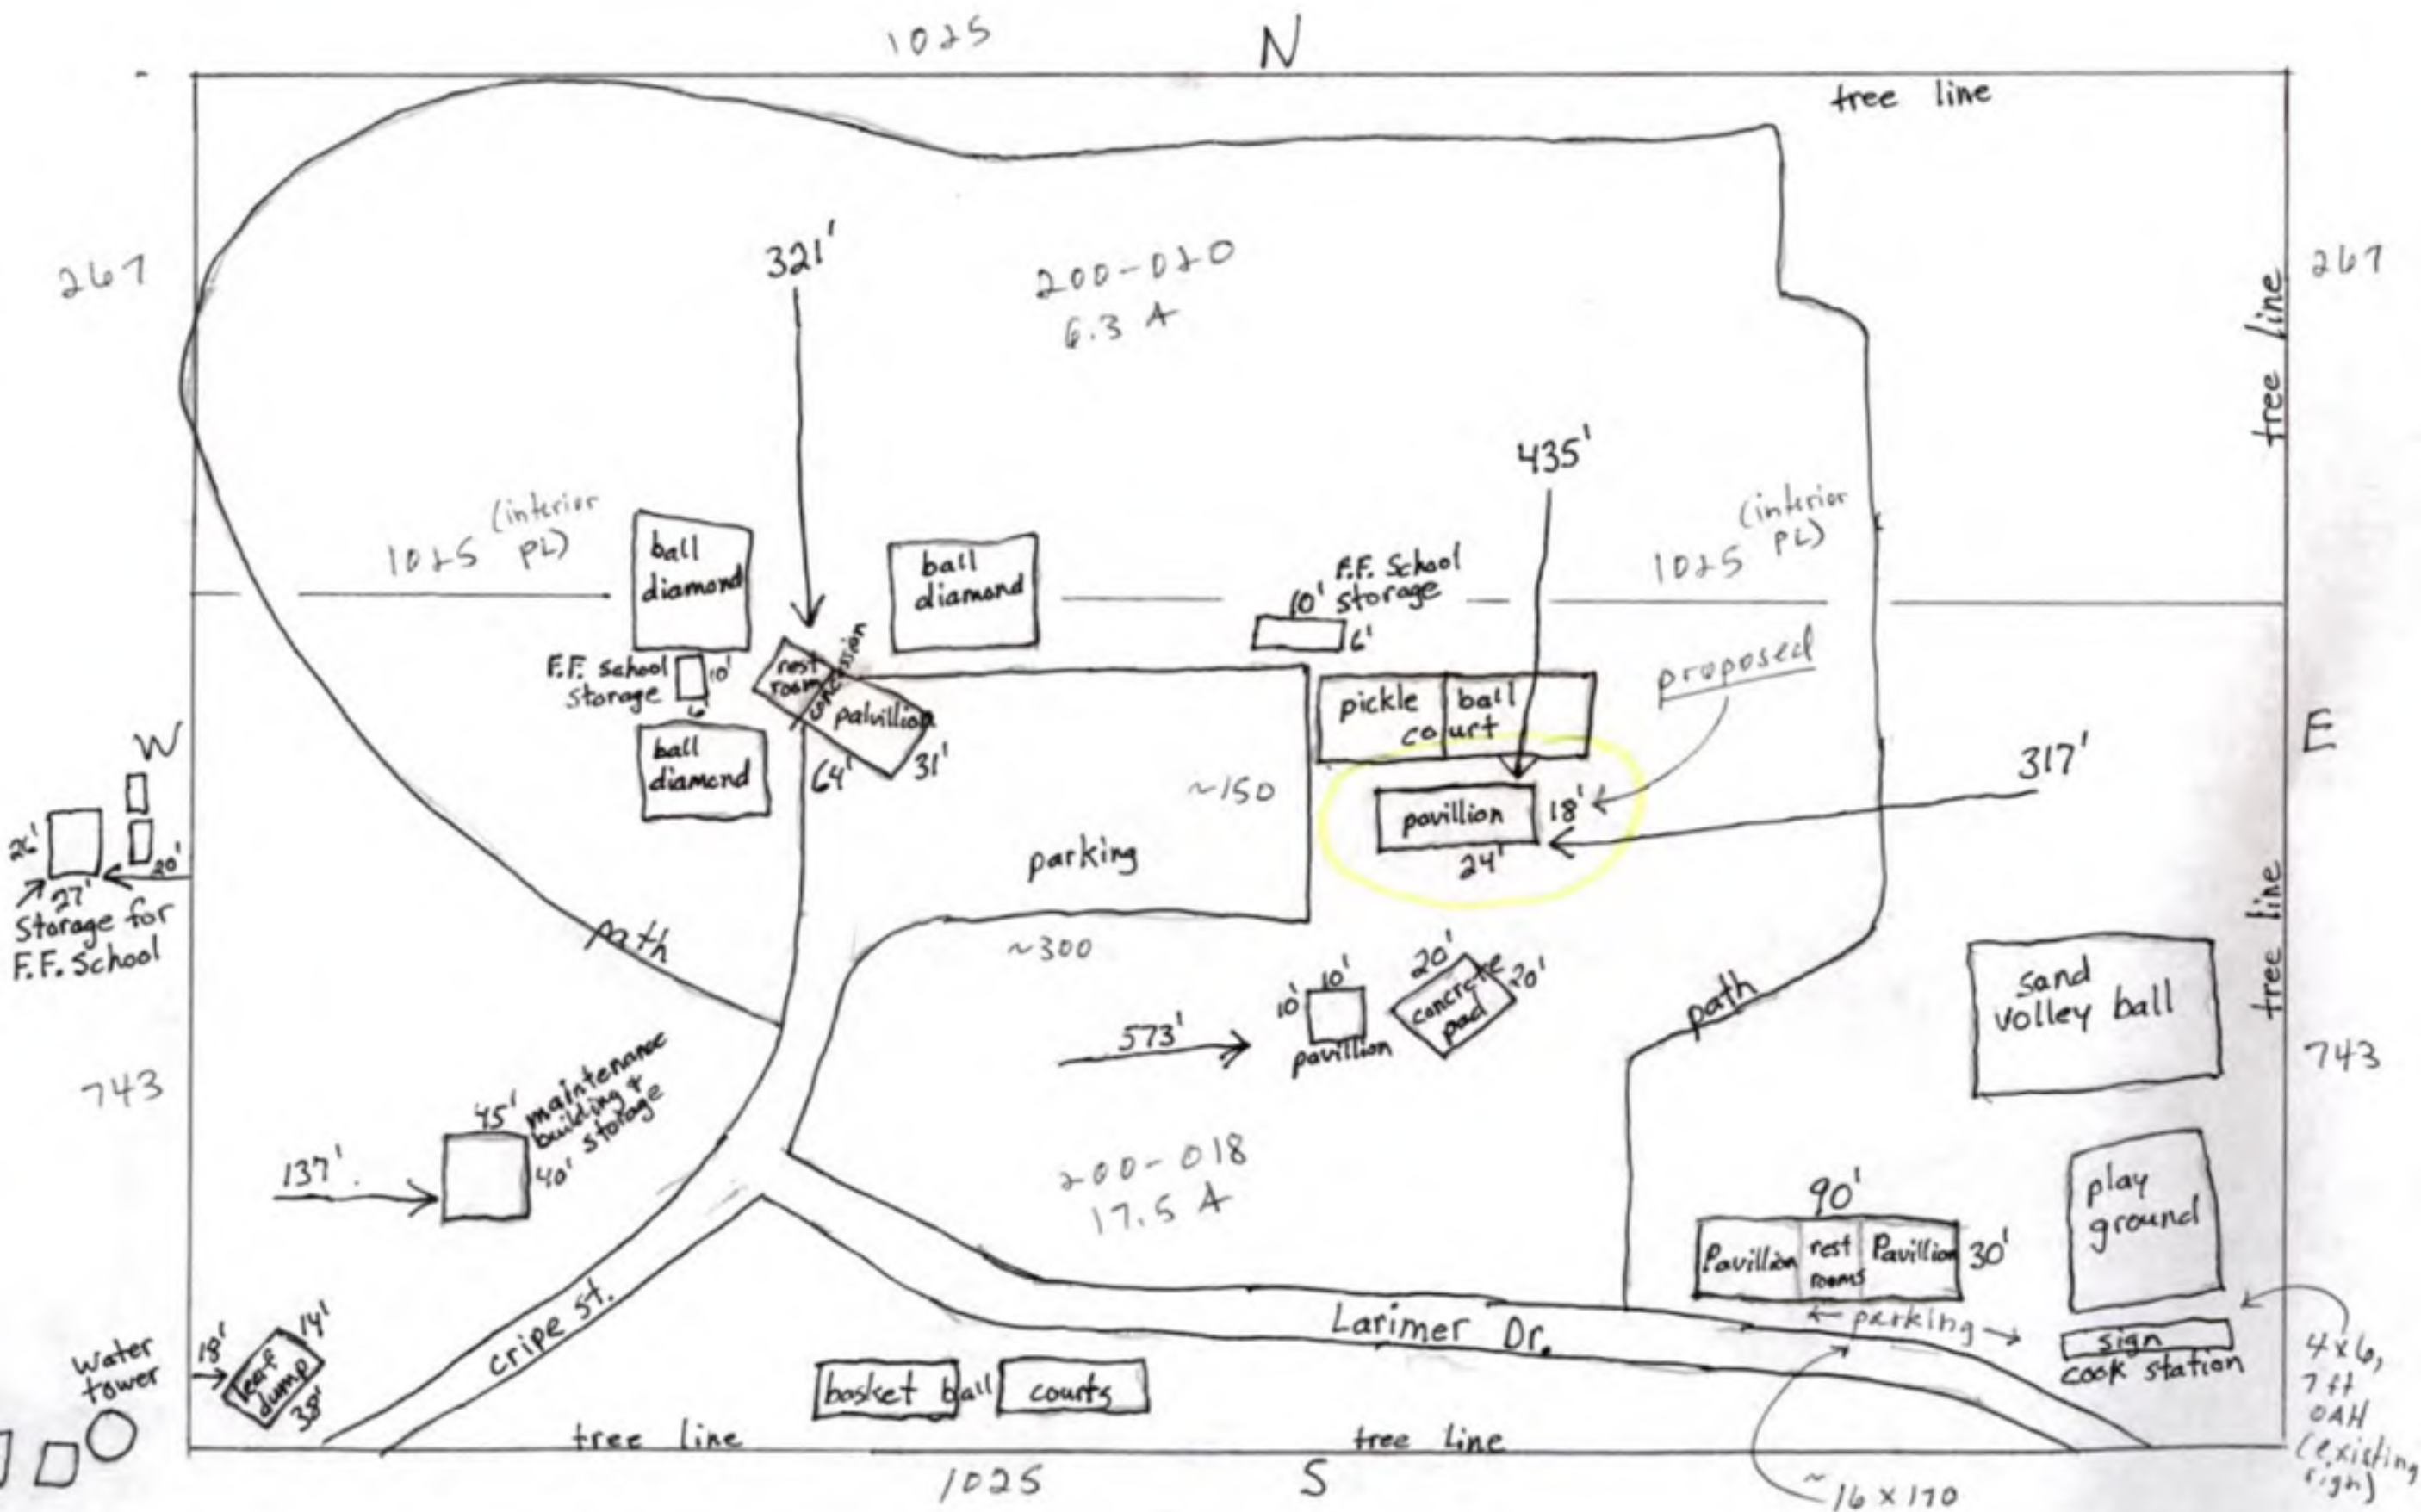 1025
N
tree line
267
321'
200-020
6.3 A
267
tree line
435'
1025 (interior
PL)
ball
diamond
ball
diamond
F.F. School
storage
10'
6'
1025 (interior
PL)
F.F. School
storage
10'
6'
rest
room
concession
palvillion
64'
31'
pickle ball
court
proposed
W
ball
diamond
~150
pavillion
18'
24'
317'
E
26'
27'
20'
Storage for
F.F. School
parking
path
~300
tree line
573'
10'
10'
pavillion
20'
20'
concrete
pad
path
sand
volley ball
743
743
45'
maintenance
building &
storage
40'
137'
200-018
17.5 A
90'
Pavillion
rest
rooms
Pavillion
30'
play
ground
← parking →
sign
cook station
4x6,
7 ft
OAH
(existing
sign)
Water
tower
18'
leaf
dump
14'
38'
cripe st.
Larimer Dr.
basket ball courts
tree line
tree line
1025
S
~16 x 170